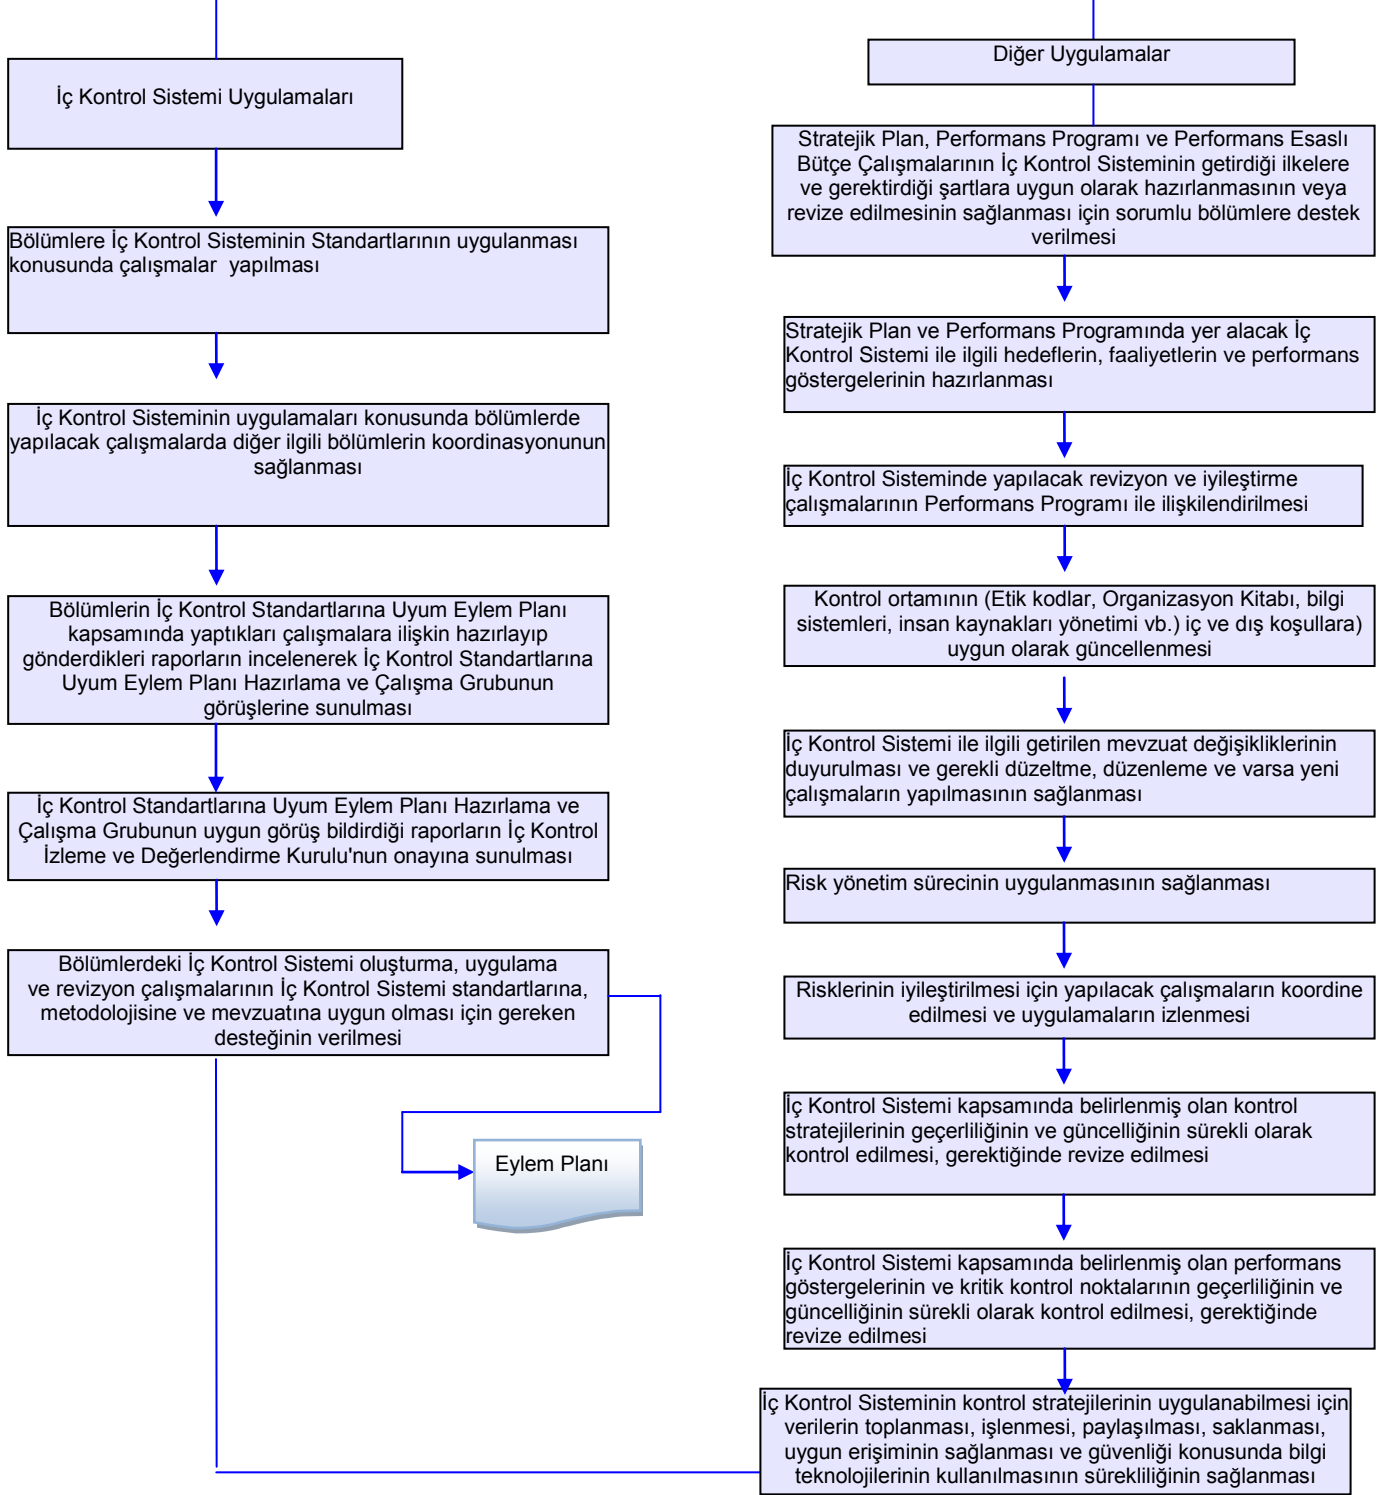 İç Kontrol Sistemi Uygulamaları
Bölümlere İç Kontrol Sisteminin Standartlarının uygulanması
konusunda çalışmalar  yapılması
İç Kontrol Sisteminin uygulamaları konusunda bölümlerde
yapılacak çalışmalarda diğer ilgili bölümlerin koordinasyonunun
sağlanması
Bölümlerin İç Kontrol Standartlarına Uyum Eylem Planı
kapsamında yaptıkları çalışmalara ilişkin hazırlayıp
gönderdikleri raporların incelenerek İç Kontrol Standartlarına
Uyum Eylem Planı Hazırlama ve Çalışma Grubunun
görüşlerine sunulması
İç Kontrol Standartlarına Uyum Eylem Planı Hazırlama ve
Çalışma Grubunun uygun görüş bildirdiği raporların İç Kontrol
İzleme ve Değerlendirme Kurulu'nun onayına sunulması
Bölümlerdeki İç Kontrol Sistemi oluşturma, uygulama
ve revizyon çalışmalarının İç Kontrol Sistemi standartlarına,
metodolojisine ve mevzuatına uygun olması için gereken
desteğinin verilmesi
Eylem Planı
Diğer Uygulamalar
Stratejik Plan, Performans Programı ve Performans Esaslı
Bütçe Çalışmalarının İç Kontrol Sisteminin getirdiği ilkelere
ve gerektirdiği şartlara uygun olarak hazırlanmasının veya
revize edilmesinin sağlanması için sorumlu bölümlere destek
verilmesi
Stratejik Plan ve Performans Programında yer alacak İç
Kontrol Sistemi ile ilgili hedeflerin, faaliyetlerin ve performans
göstergelerinin hazırlanması
İç Kontrol Sisteminde yapılacak revizyon ve iyileştirme
çalışmalarının Performans Programı ile ilişkilendirilmesi
Kontrol ortamının (Etik kodlar, Organizasyon Kitabı, bilgi
sistemleri, insan kaynakları yönetimi vb.) iç ve dış koşullara)
uygun olarak güncellenmesi
İç Kontrol Sistemi ile ilgili getirilen mevzuat değişikliklerinin
duyurulması ve gerekli düzeltme, düzenleme ve varsa yeni
çalışmaların yapılmasının sağlanması
Risk yönetim sürecinin uygulanmasının sağlanması
Risklerinin iyileştirilmesi için yapılacak çalışmaların koordine
edilmesi ve uygulamaların izlenmesi
İç Kontrol Sistemi kapsamında belirlenmiş olan kontrol
stratejilerinin geçerliliğinin ve güncelliğinin sürekli olarak
kontrol edilmesi, gerektiğinde revize edilmesi
İç Kontrol Sistemi kapsamında belirlenmiş olan performans
göstergelerinin ve kritik kontrol noktalarının geçerliliğinin ve
güncelliğinin sürekli olarak kontrol edilmesi, gerektiğinde
revize edilmesi
İç Kontrol Sisteminin kontrol stratejilerinin uygulanabilmesi için
verilerin toplanması, işlenmesi, paylaşılması, saklanması,
uygun erişiminin sağlanması ve güvenliği konusunda bilgi
teknolojilerinin kullanılmasının sürekliliğinin sağlanması